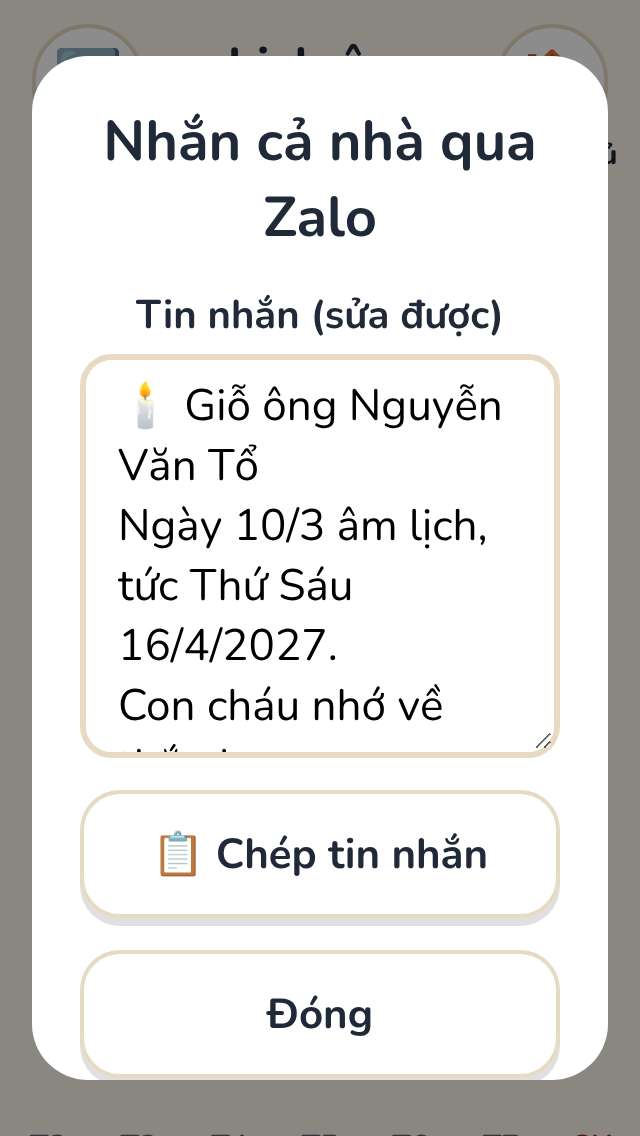 Nhắn cả nhà qua
Zalo
Tin nhắn (sửa được)
🕯️ Giỗ ông Nguyễn
Văn Tổ
Ngày 10/3 âm lịch,
tức Thứ Sáu
16/4/2027.
Con cháu nhớ về
📋 Chép tin nhắn
Đóng